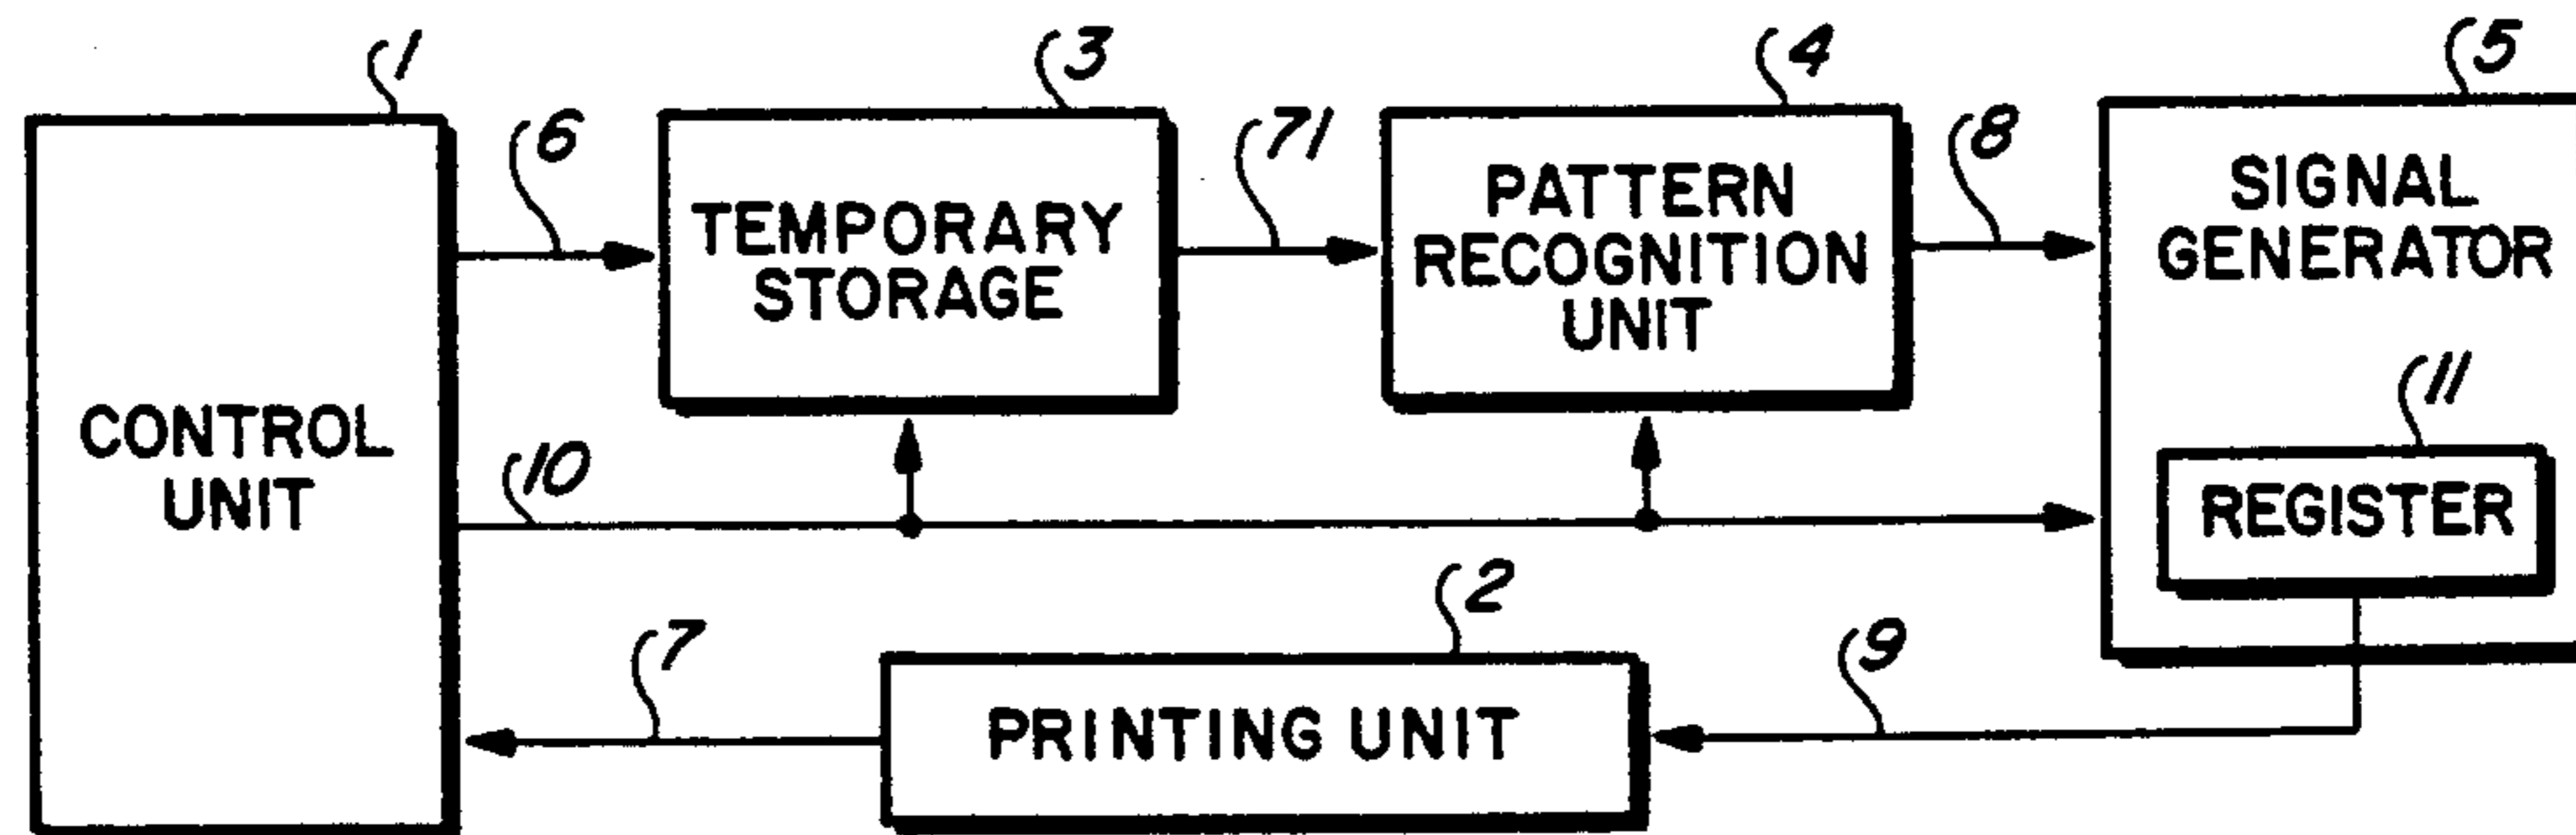 1
3
4
5
6
71
8
TEMPORARY
STORAGE
PATTERN
RECOGNITION
UNIT
SIGNAL
GENERATOR
CONTROL
UNIT
10
11
REGISTER
2
7
9
PRINTING UNIT